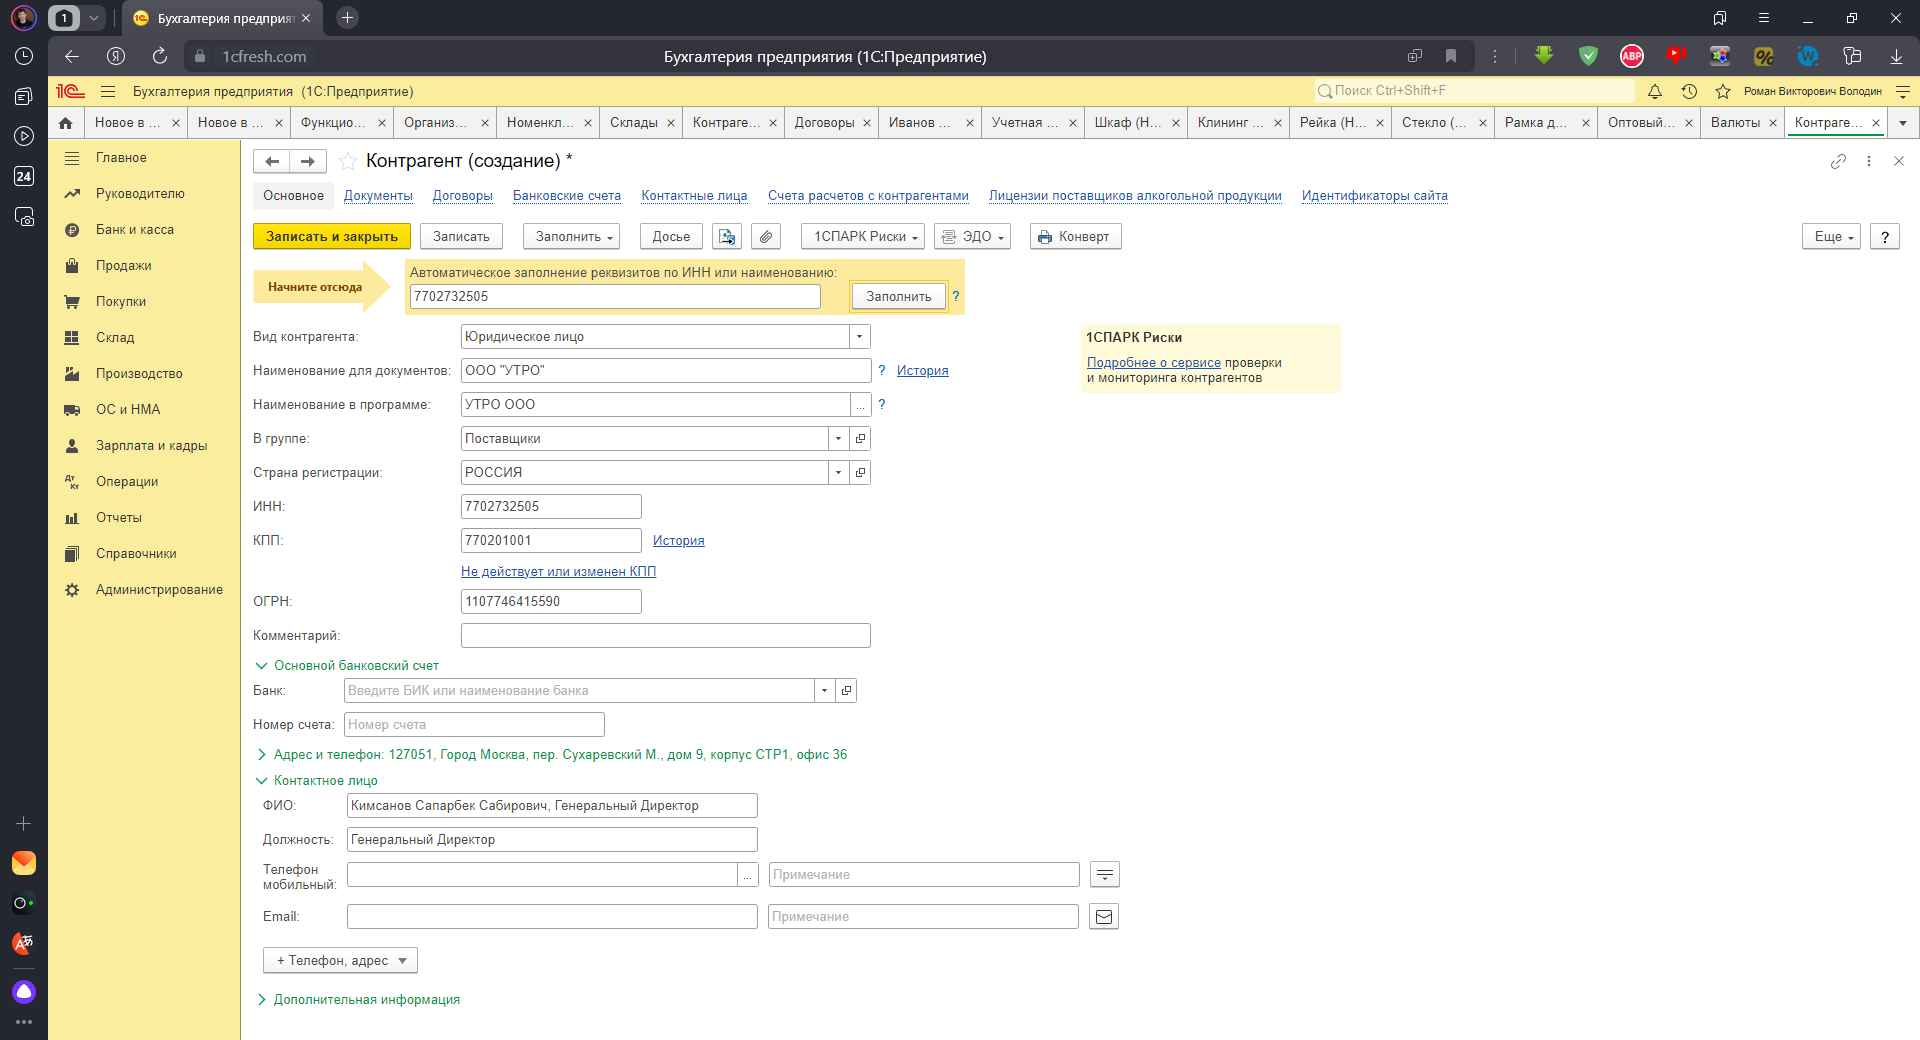 1
Бухгалтерия предприят
1cfresh.com
Бухгалтерия предприятия (1С:Предприятие)
ABP
24
Бухгалтерия предприятия (1С:Предприятие)
Поиск Ctrl+Shift+F
Роман Викторович Володин
Новое в ...
Новое в ...
Функцио...
Организ...
Номенкл...
Склады
Контраге...
Договоры
Иванов ...
Учетная ...
Шкаф (Н...
Клининг ...
Рейка (Н...
Стекло (...
Рамка д...
Оптовый...
Валюты
Контраге...
Главное
Руководителю
Банк и касса
Продажи
Покупки
Склад
Производство
ОС и НМА
Зарплата и кадры
Операции
Отчеты
Справочники
Администрирование
Контрагент (создание) *
Основное Документы Договоры Банковские счета Контактные лица Счета расчетов с контрагентами Лицензии поставщиков алкогольной продукции Идентификаторы сайта
Записать и закрыть Записать Заполнить Досье 1СПАРК Риски ЭДО Конверт Еще ?
Начните отсюда
Автоматическое заполнение реквизитов по ИНН или наименованию:
7702732505 Заполнить ?
Вид контрагента: Юридическое лицо
Наименование для документов: ООО "УТРО" ? История
Наименование в программе: УТРО ООО ... ?
В группе: Поставщики
Страна регистрации: РОССИЯ
ИНН: 7702732505
КПП: 770201001 История
Не действует или изменен КПП
ОГРН: 1107746415590
Комментарий:
1СПАРК Риски
Подробнее о сервисе проверки
и мониторинга контрагентов
Основной банковский счет
Банк: Введите БИК или наименование банка
Номер счета: Номер счета
Адрес и телефон: 127051, Город Москва, пер. Сухаревский М., дом 9, корпус СТР1, офис 36
Контактное лицо
ФИО: Кимсанов Сапарбек Сабирович, Генеральный Директор
Должность: Генеральный Директор
Телефон
мобильный: ... Примечание
Email: Примечание
+ Телефон, адрес
Дополнительная информация